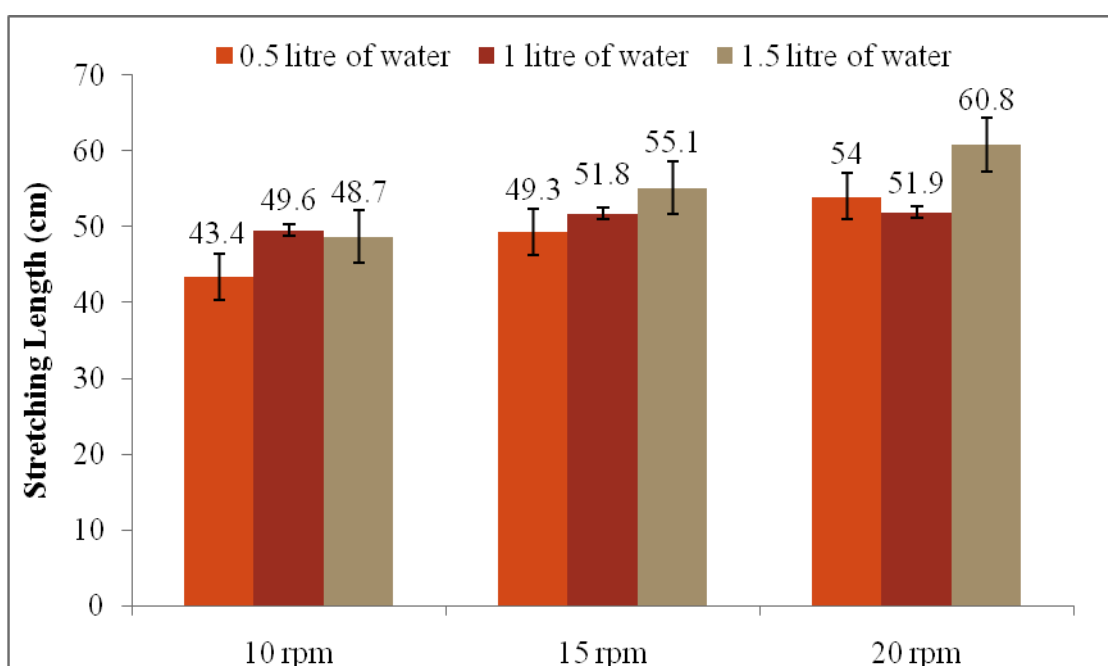 0.5 litre of water 1 litre of water 1.5 litre of water
70
60
50
40
30
20
10
0
Stretching Length (cm)
43.4 49.6 48.7
49.3 51.8 55.1
54 51.9 60.8
10 rpm 15 rpm 20 rpm